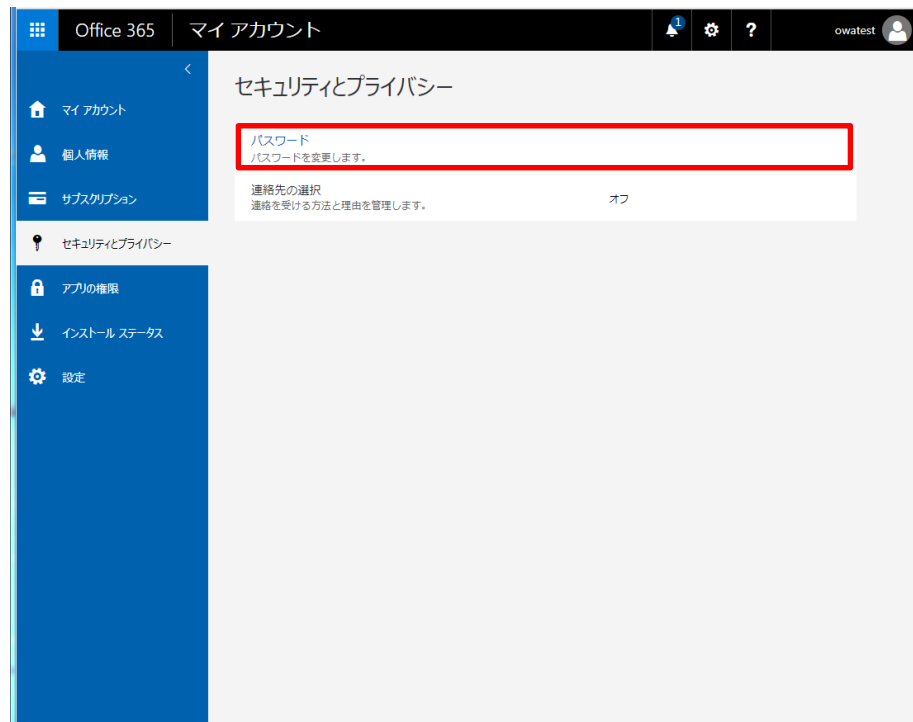 Office 365 マイ アカウント 1 ? owatest
マイ アカウント
個人情報
サブスクリプション
セキュリティとプライバシー
アプリの権限
インストール ステータス
設定
セキュリティとプライバシー
パスワード
パスワードを変更します。
連絡先の選択
連絡を受ける方法と理由を管理します。
オフ